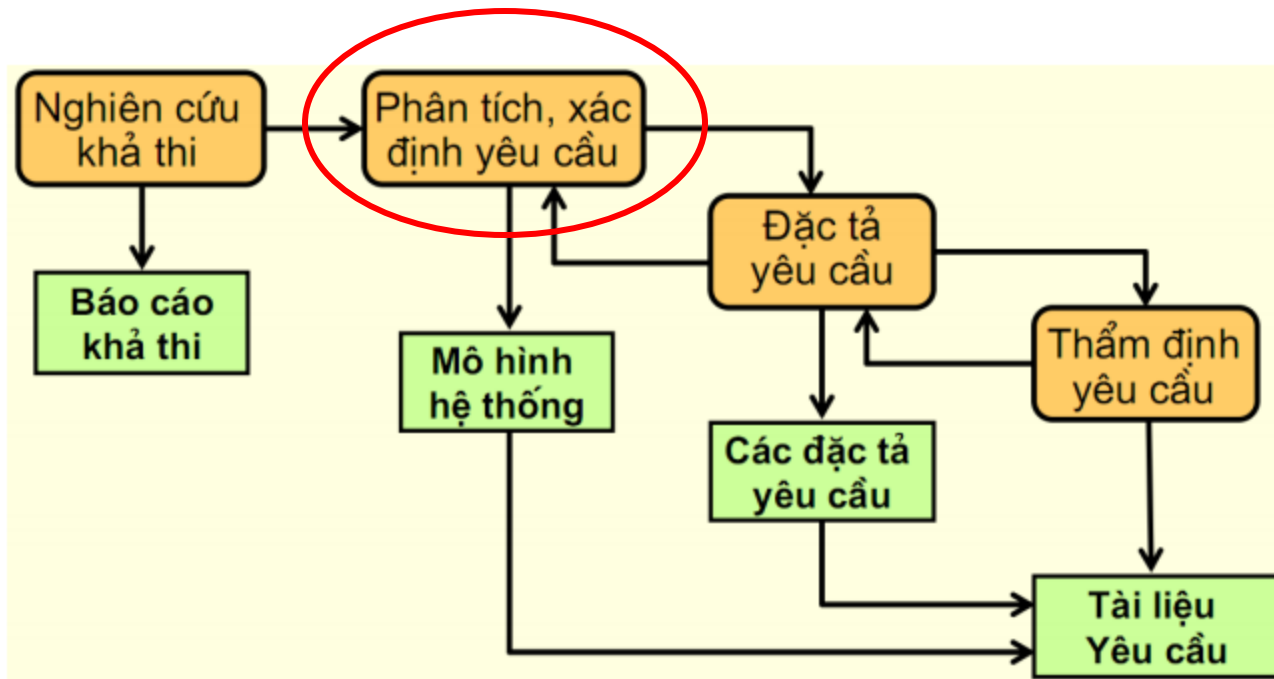 Nghiên cứu
khả thi
Phân tích, xác
định yêu cầu
Đặc tả
yêu cầu
Thẩm định
yêu cầu
Báo cáo
khả thi
Mô hình
hệ thống
Các đặc tả
yêu cầu
Tài liệu
Yêu cầu